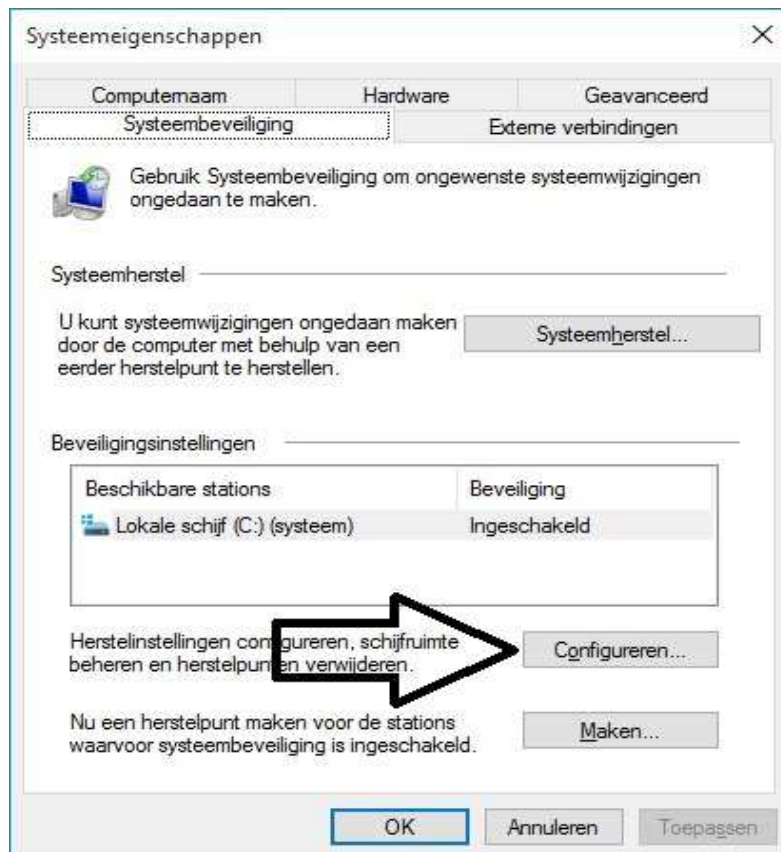 Systeemeigenschappen
Computernaam Hardware Geavanceerd
Systeembeveiliging Externe verbindingen
Gebruik Systeembeveiliging om ongewenste systeemwijzigingen
ongedaan te maken.
Systeemherstel
U kunt systeemwijzigingen ongedaan maken
door de computer met behulp van een
eerder herstelpunt te herstellen.
Systeemherstel...
Beveiligingsinstellingen
Beschikbare stations Beveiliging
Lokale schijf (C:) (systeem) Ingeschakeld
Herstelinstellingen configureren, schijfruimte
beheren en herstelpunten verwijderen.
Configureren...
Nu een herstelpunt maken voor de stations
waarvoor systeembeveiliging is ingeschakeld.
Maken...
OK Annuleren Toepassen